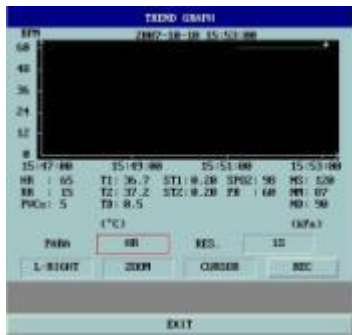 TREND GRAPH
BPM 2007-10-18 15:53:00
60
48
36
24
12
0
15:47:00 15:49:00 15:51:00 15:53:00
HR : 65 T1: 36.7 ST1: 0.20 SPO2: 98 NS: 120
RR : 15 T2: 37.2 ST2: 0.20 PR : 60 NM: 87
PVCs: 5 TD: 0.5 ND: 90
(°C) (kPa)
PARA HR RES. 1S
L-RIGHT ZOOM CURSOR REC
EXIT